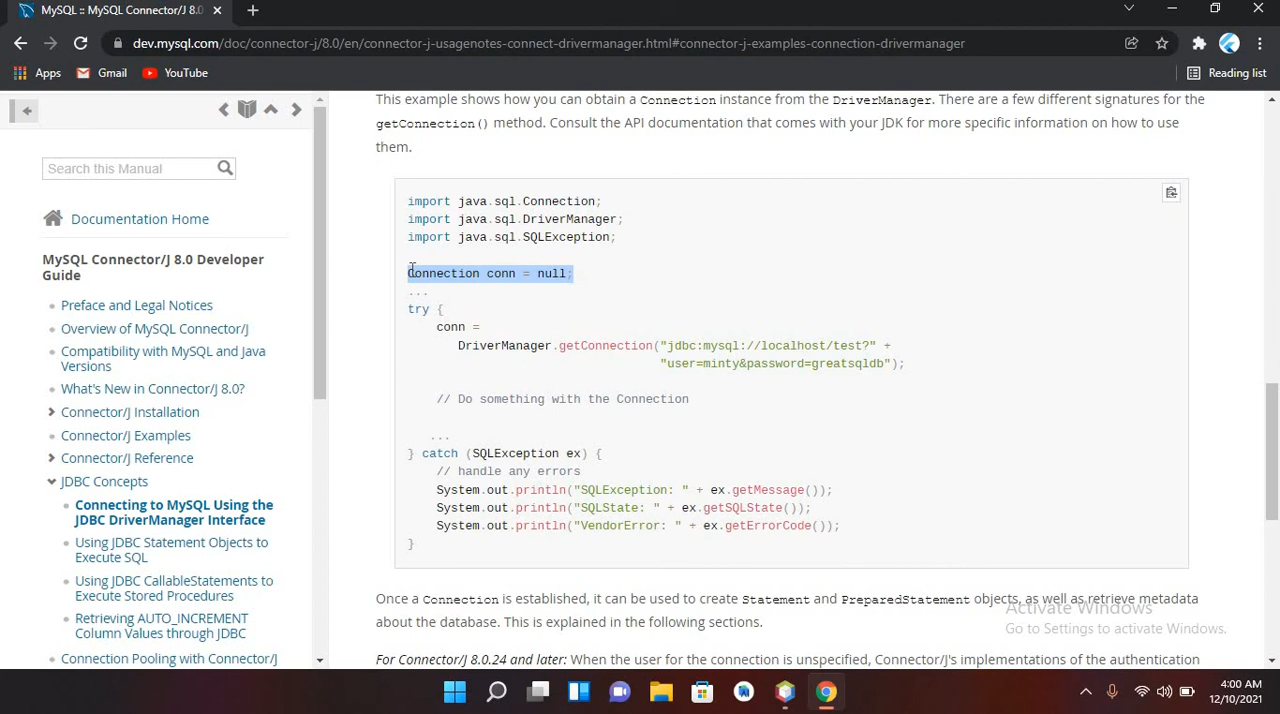 MySQL :: MySQL Connector/J 8.0
dev.mysql.com/doc/connector-j/8.0/en/connector-j-usagenotes-connect-drivermanager.html#connector-j-examples-connection-drivermanager
Apps
Gmail
YouTube
Reading list
Search this Manual
Documentation Home
MySQL Connector/J 8.0 Developer
Guide
Preface and Legal Notices
Overview of MySQL Connector/J
Compatibility with MySQL and Java
Versions
What's New in Connector/J 8.0?
Connector/J Installation
Connector/J Examples
Connector/J Reference
JDBC Concepts
Connecting to MySQL Using the
JDBC DriverManager Interface
Using JDBC Statement Objects to
Execute SQL
Using JDBC CallableStatements to
Execute Stored Procedures
Retrieving AUTO_INCREMENT
Column Values through JDBC
Connection Pooling with Connector/J
This example shows how you can obtain a Connection instance from the DriverManager. There are a few different signatures for the
getConnection() method. Consult the API documentation that comes with your JDK for more specific information on how to use
them.
import java.sql.Connection;
import java.sql.DriverManager;
import java.sql.SQLException;
Connection conn = null;
...
try {
conn =
DriverManager.getConnection("jdbc:mysql://localhost/test?" +
"user=minty&password=greatsqldb");
// Do something with the Connection
...
} catch (SQLException ex) {
// handle any errors
System.out.println("SQLException: " + ex.getMessage());
System.out.println("SQLState: " + ex.getSQLState());
System.out.println("VendorError: " + ex.getErrorCode());
}
Once a Connection is established, it can be used to create Statement and PreparedStatement objects, as well as retrieve metadata
about the database. This is explained in the following sections.
For Connector/J 8.0.24 and later: When the user for the connection is unspecified, Connector/J's implementations of the authentication
Activate Windows
Go to Settings to activate Windows.
4:00 AM
12/10/2021